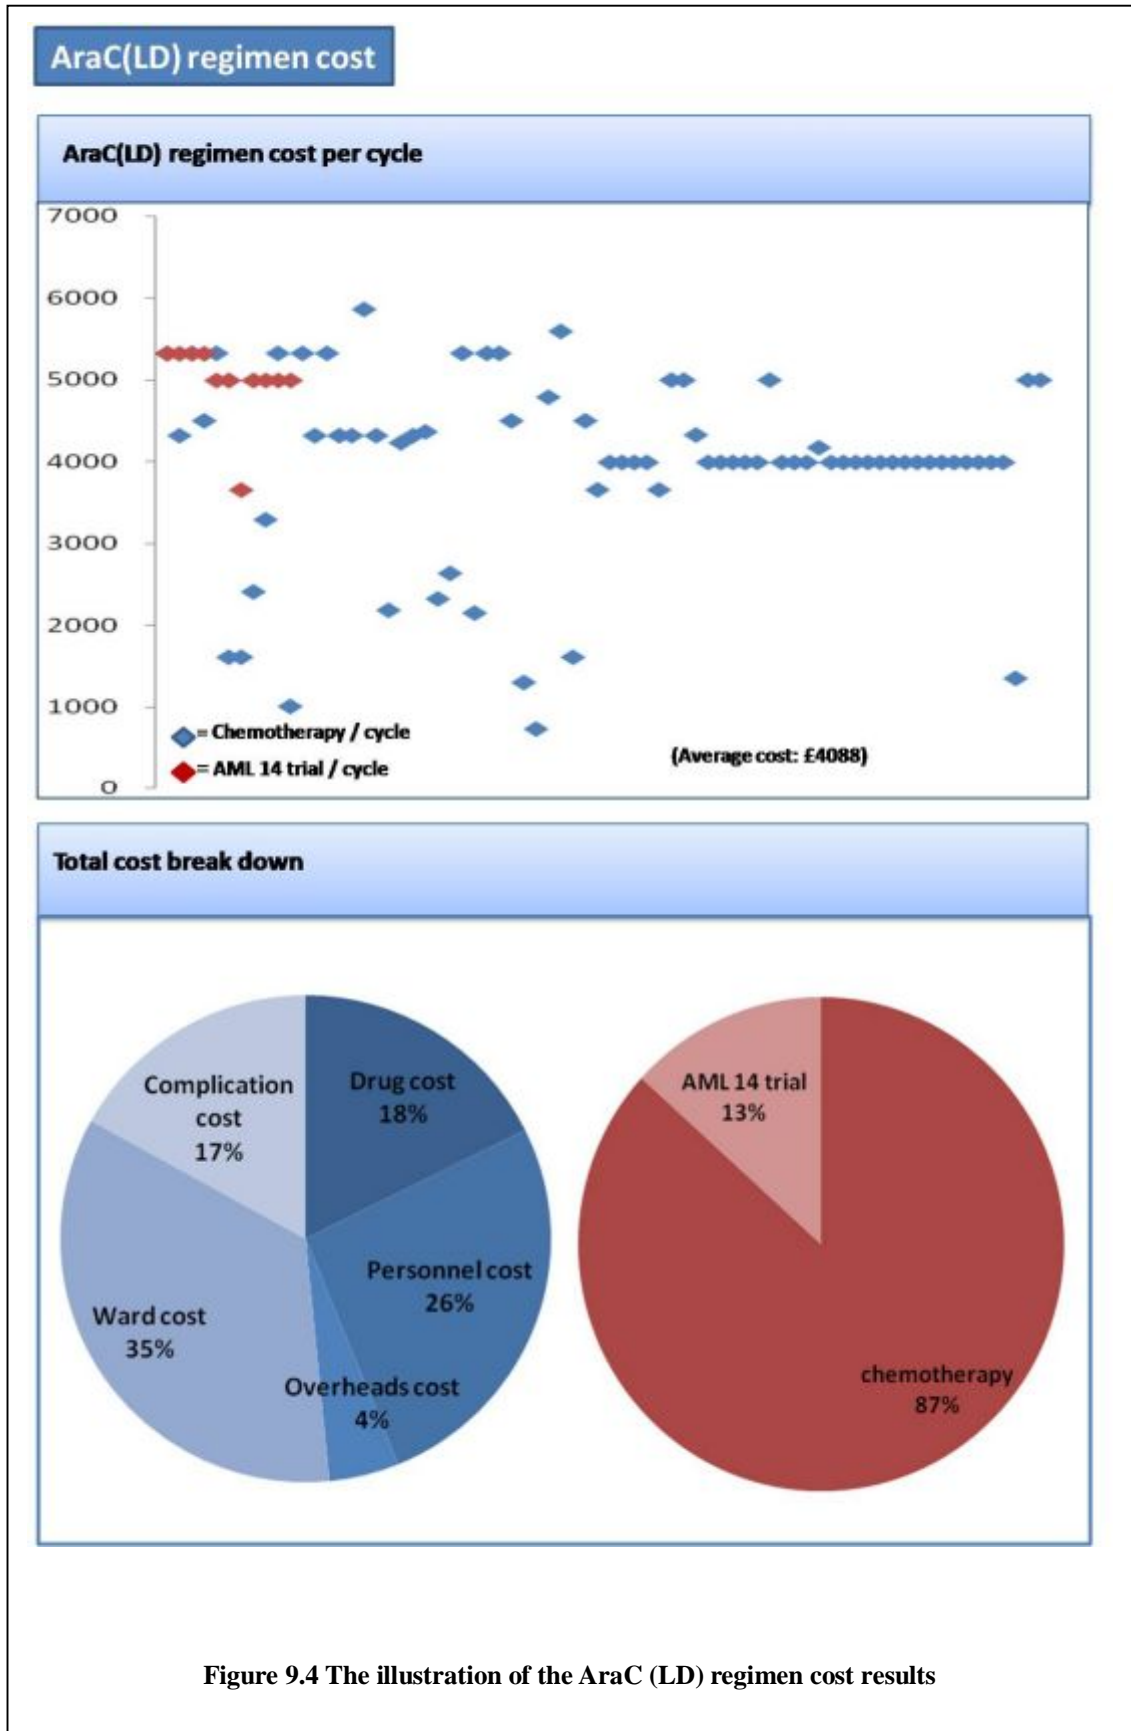 AraC(LD) regimen cost
AraC(LD) regimen cost per cycle
7000
6000
5000
4000
3000
2000
1000
0
= Chemotherapy / cycle
= AML 14 trial / cycle
(Average cost: £4088)
Total cost break down
Complication
cost
17%
Drug cost
18%
Personnel cost
26%
Overheads cost
4%
Ward cost
35%
AML 14 trial
13%
chemotherapy
87%
Figure 9.4 The illustration of the AraC (LD) regimen cost results